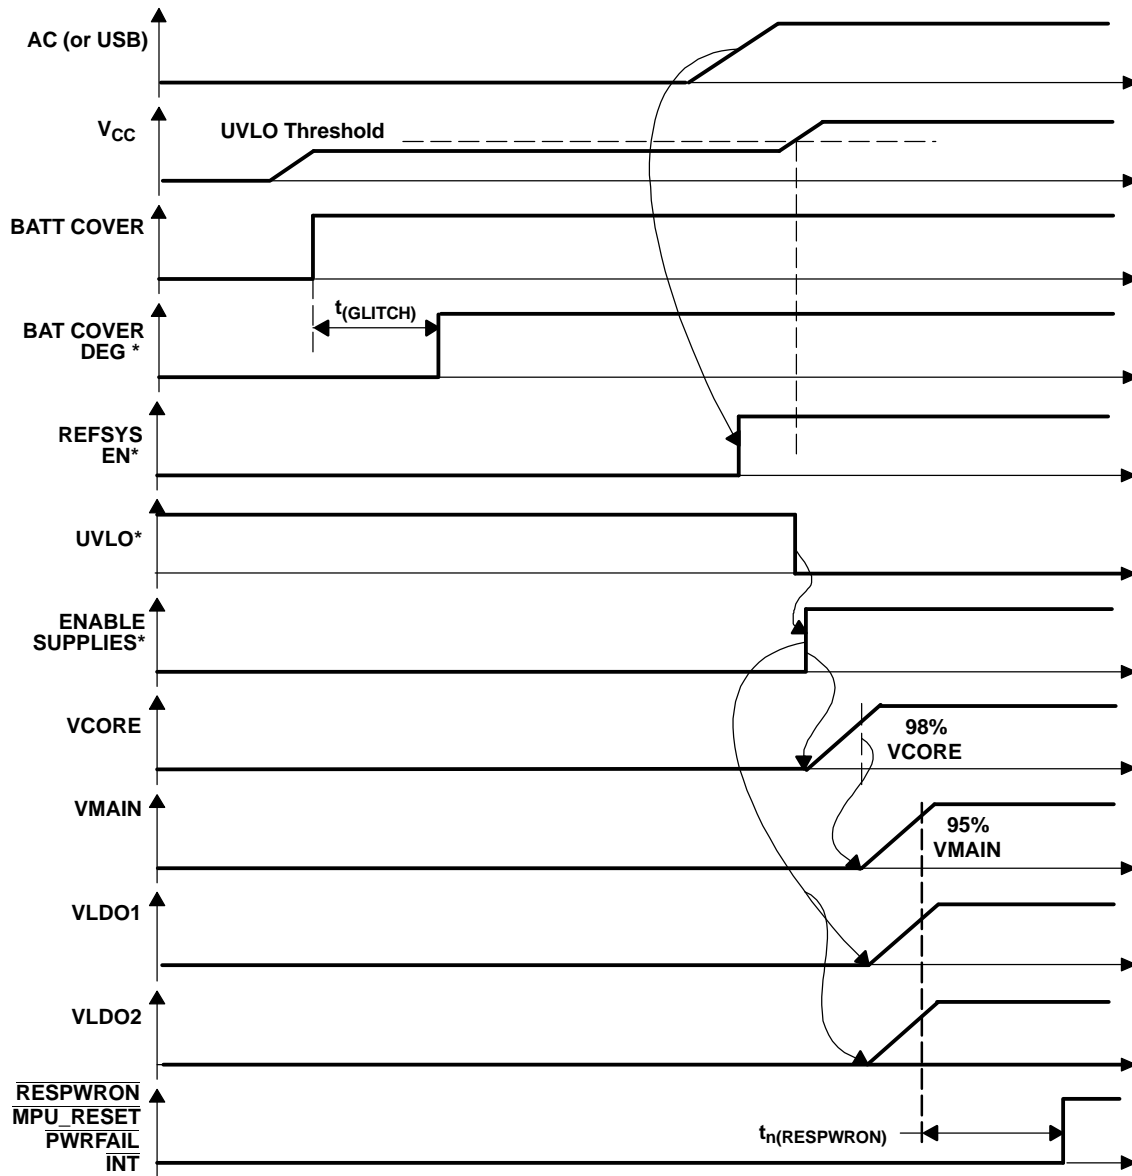 AC (or USB)
VCC
UVLO Threshold
BATT COVER
t(GLITCH)
BAT COVER
DEG *
REFSYS
EN*
UVLO*
ENABLE
SUPPLIES*
VCORE
98%
VCORE
VMAIN
95%
VMAIN
VLDO1
VLDO2
RESPWRON
MPU_RESET
PWRFAIL
INT
tn(RESPWRON)